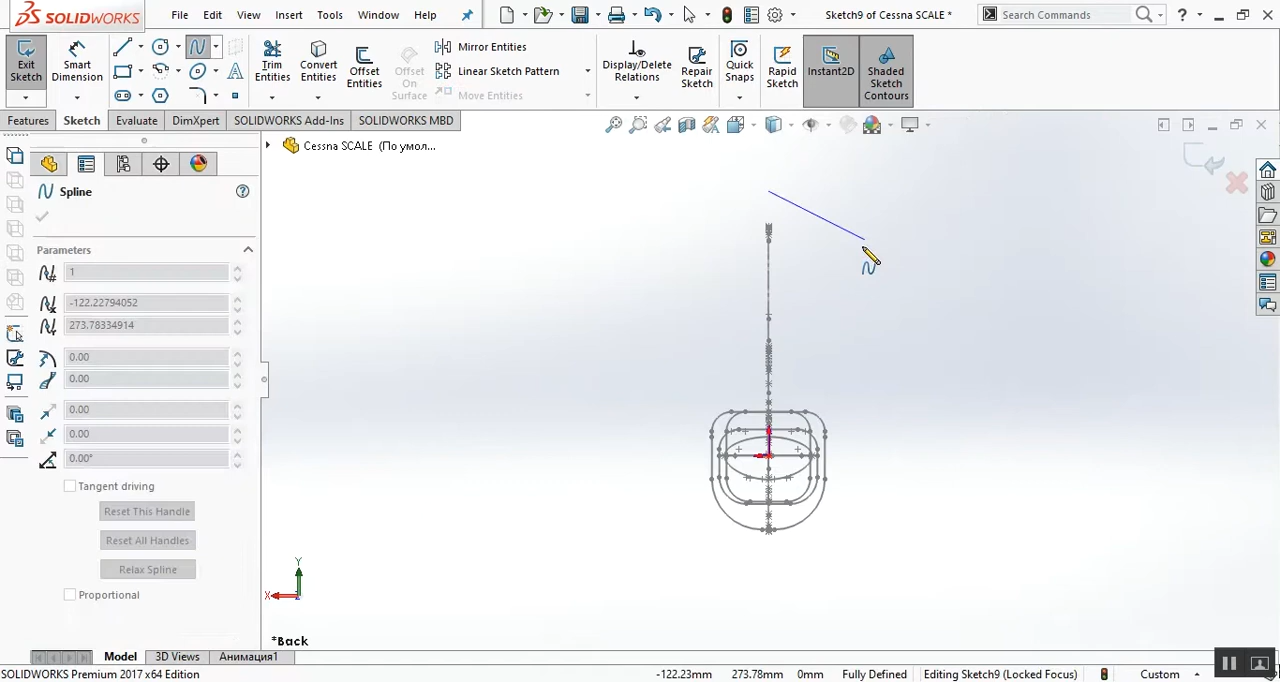 SOLIDWORKS
File Edit View Insert Tools Window Help
Sketch9 of Cessna SCALE *
Search Commands
Exit Sketch
Smart Dimension
Trim Entities
Convert Entities
Offset Entities
Offset On Surface
Mirror Entities
Linear Sketch Pattern
Move Entities
Display/Delete Relations
Repair Sketch
Quick Snaps
Rapid Sketch
Instant2D
Shaded Sketch Contours
Features Sketch Evaluate DimXpert SOLIDWORKS Add-Ins SOLIDWORKS MBD
Cessna SCALE (По умол...
Spline
Parameters
1
-122.22794052
273.78334914
0.00
0.00
0.00
0.00
0.00°
Tangent driving
Reset This Handle
Reset All Handles
Relax Spline
Proportional
Y
X
*Back
Model 3D Views Анимация1
SOLIDWORKS Premium 2017 x64 Edition
-122.23mm 273.78mm 0mm Fully Defined Editing Sketch9 (Locked Focus) Custom